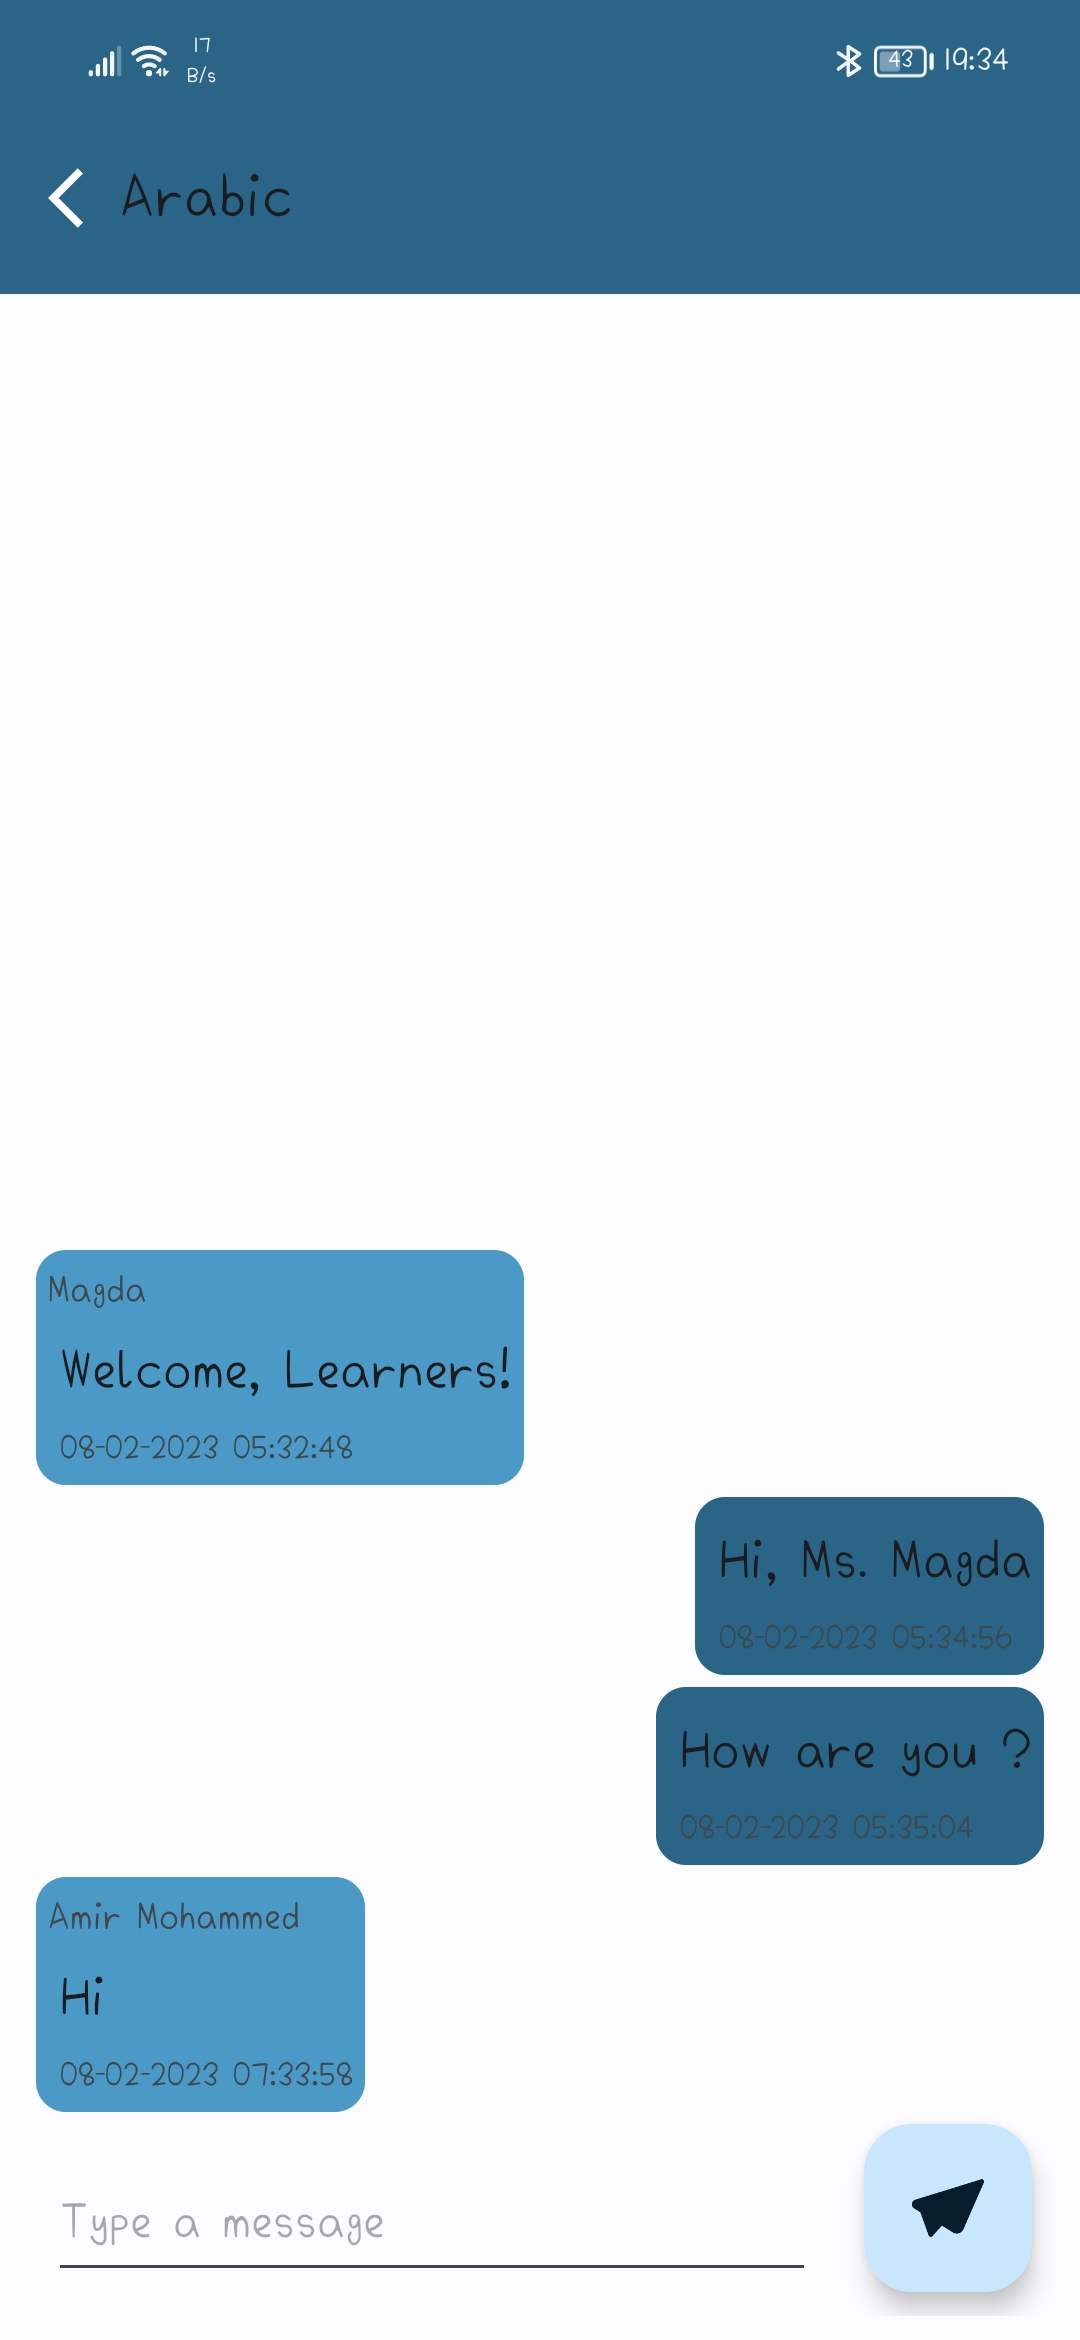 17
B/s
43
19:34
Arabic
Magda
Welcome, Learners!
08-02-2023 05:32:48
Hi, Ms. Magda
08-02-2023 05:34:56
How are you ?
08-02-2023 05:35:04
Amir Mohammed
Hi
08-02-2023 07:33:58
Type a message